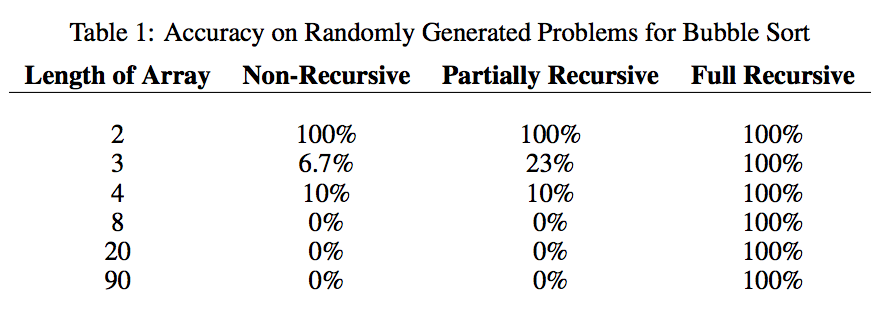 Table 1: Accuracy on Randomly Generated Problems for Bubble Sort
Length of Array Non-Recursive Partially Recursive Full Recursive
2 100% 100% 100%
3 6.7% 23% 100%
4 10% 10% 100%
8 0% 0% 100%
20 0% 0% 100%
90 0% 0% 100%